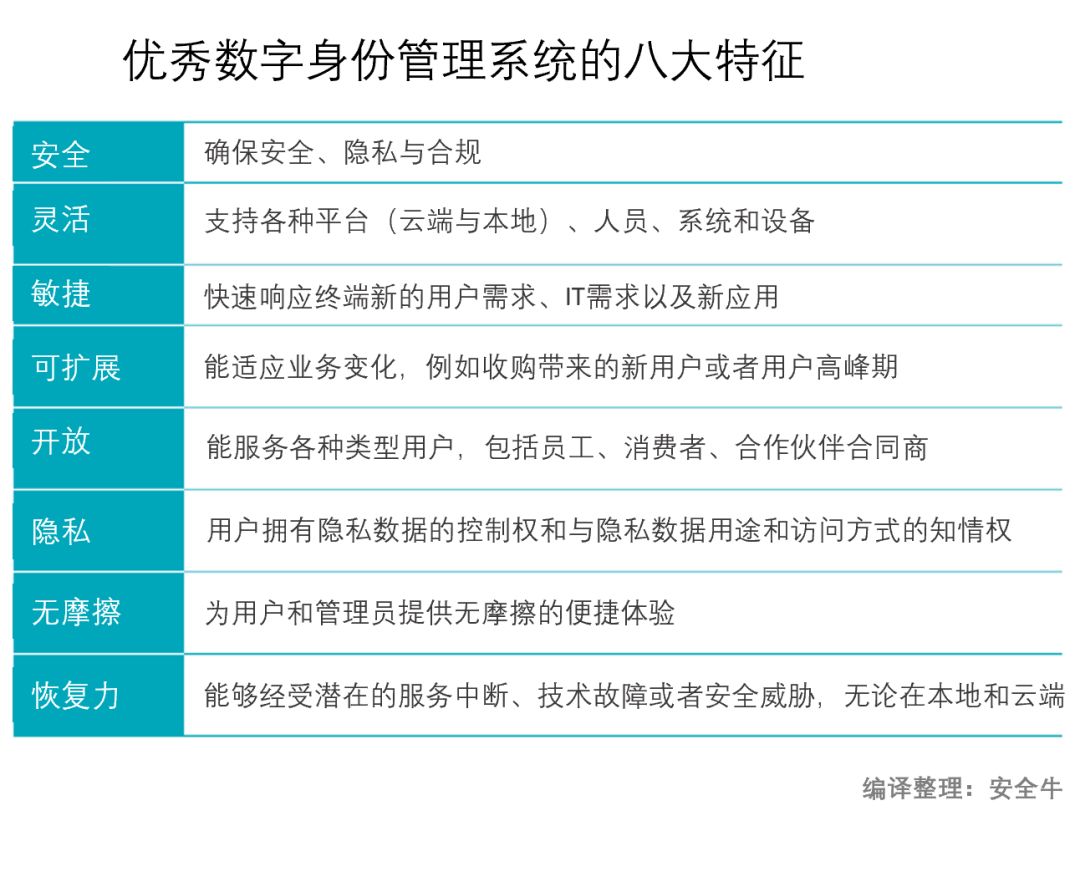 优秀数字身份管理系统的八大特征
安全 确保安全、隐私与合规
灵活 支持各种平台（云端与本地）、人员、系统和设备
敏捷 快速响应终端新的用户需求、IT需求以及新应用
可扩展 能适应业务变化，例如收购带来的新用户或者用户高峰期
开放 能服务各种类型用户，包括员工、消费者、合作伙伴合同商
隐私 用户拥有隐私数据的控制权和与隐私数据用途和访问方式的知情权
无摩擦 为用户和管理员提供无摩擦的便捷体验
恢复力 能够经受潜在的服务中断、技术故障或者安全威胁，无论在本地和云端
编译整理：安全牛